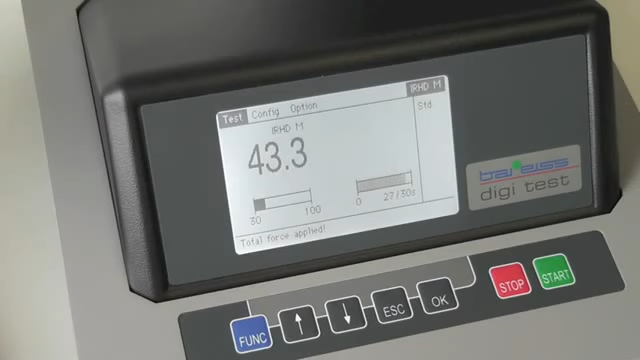 Test Config Option IRHD M
IRHD M Std.
43.3
30 100 0 27/30s
Total force applied!
bareiss
digi test
FUNC ↑ ↓ ESC OK STOP START